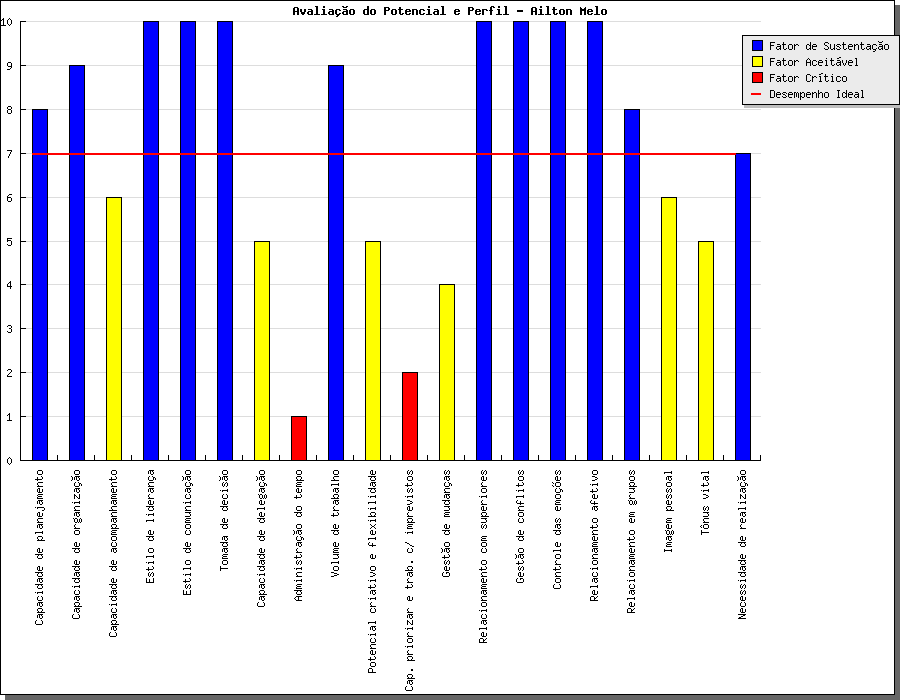 Avaliação do Potencial e Perfil - Ailton Melo
Fator de Sustentação
Fator Aceitável
Fator Crítico
Desempenho Ideal
10
9
8
7
6
5
4
3
2
1
0
Capacidade de planejamento
Capacidade de organização
Capacidade de acompanhamento
Estilo de liderança
Estilo de comunicação
Tomada de decisão
Capacidade de delegação
Administração do tempo
Volume de trabalho
Potencial criativo e flexibilidade
Cap. priorizar e trab. c/ imprevistos
Gestão de mudanças
Relacionamento com superiores
Gestão de conflitos
Controle das emoções
Relacionamento afetivo
Relacionamento em grupos
Imagem pessoal
Tônus vital
Necessidade de realização